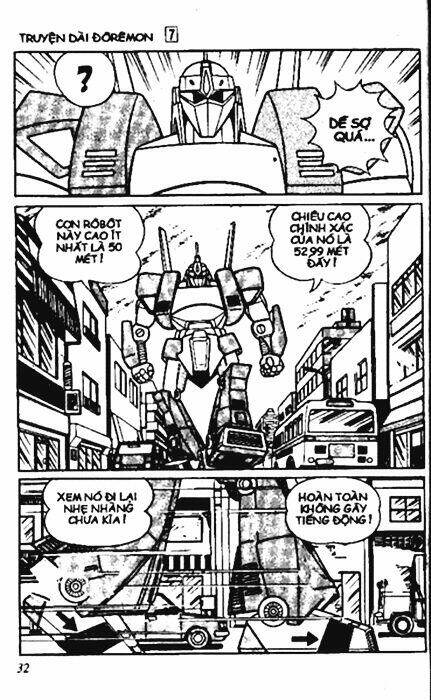 TRUYỆN DÀI ĐÔRÊMON 7
?
DỄ SỢ
QUÁ...
CON RÔBỐT
NÀY CAO ÍT
NHẤT LÀ 50
MÉT!
CHIỀU CAO
CHÍNH XÁC
CỦA NÓ LÀ
52,99 MÉT
ĐẤY!
XEM NÓ ĐI LẠI
NHẸ NHÀNG
CHƯA KÌA!
HOÀN TOÀN
KHÔNG GÂY
TIẾNG ĐỘNG!
32